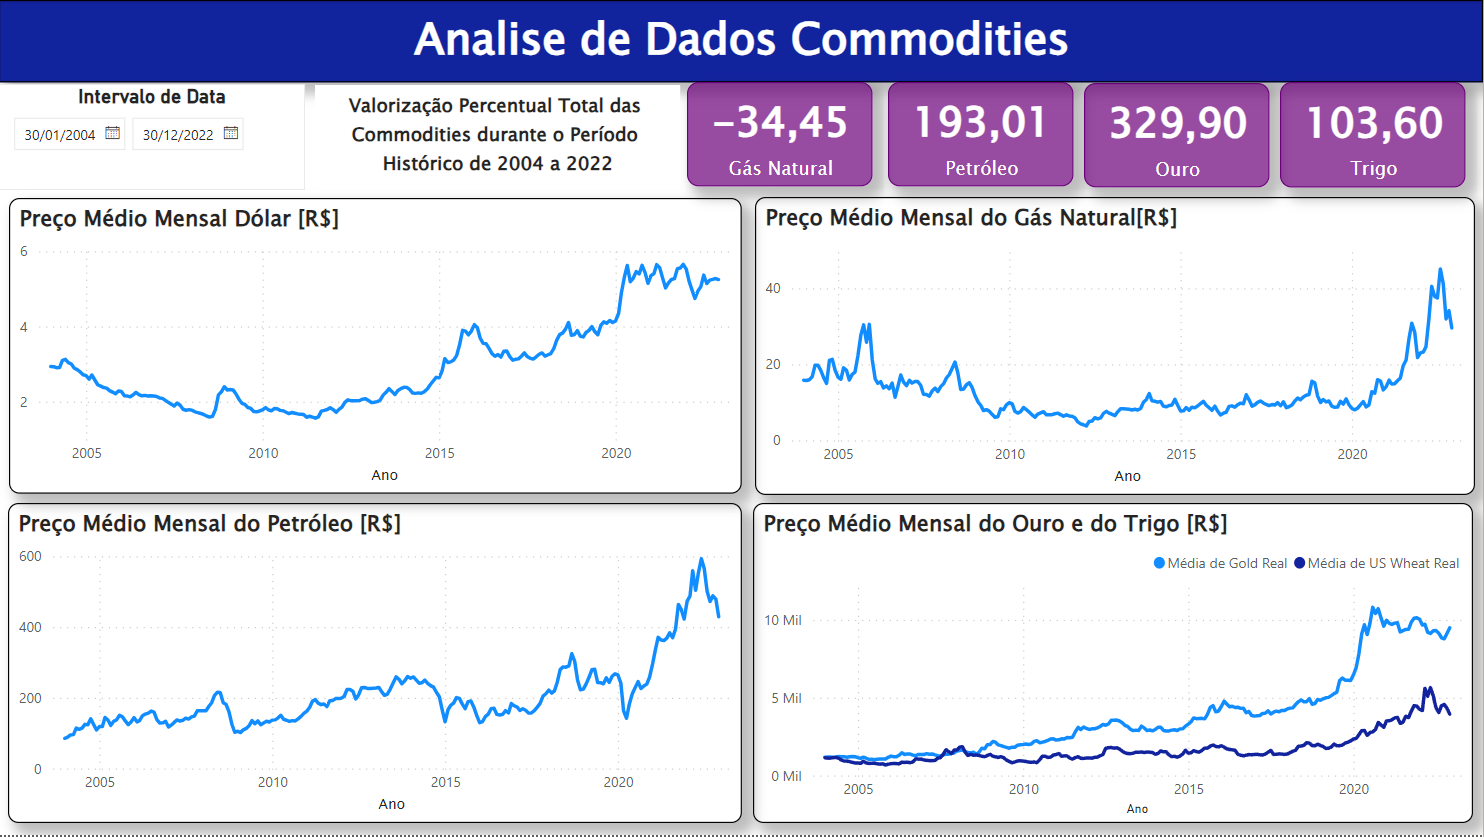 Analise de Dados Commodities
Intervalo de Data
30/01/2004
30/12/2022
Valorização Percentual Total das
Commodities durante o Período
Histórico de 2004 a 2022
−34,45
Gás Natural
193,01
Petróleo
329,90
Ouro
103,60
Trigo
Preço Médio Mensal Dólar [R$]
6
4
2
2005
2010
2015
2020
Ano
Preço Médio Mensal do Gás Natural[R$]
40
20
0
2005
2010
2015
2020
Ano
Preço Médio Mensal do Petróleo [R$]
600
400
200
0
2005
2010
2015
2020
Ano
Preço Médio Mensal do Ouro e do Trigo [R$]
Média de Gold Real
Média de US Wheat Real
10 Mil
5 Mil
0 Mil
2005
2010
2015
2020
Ano